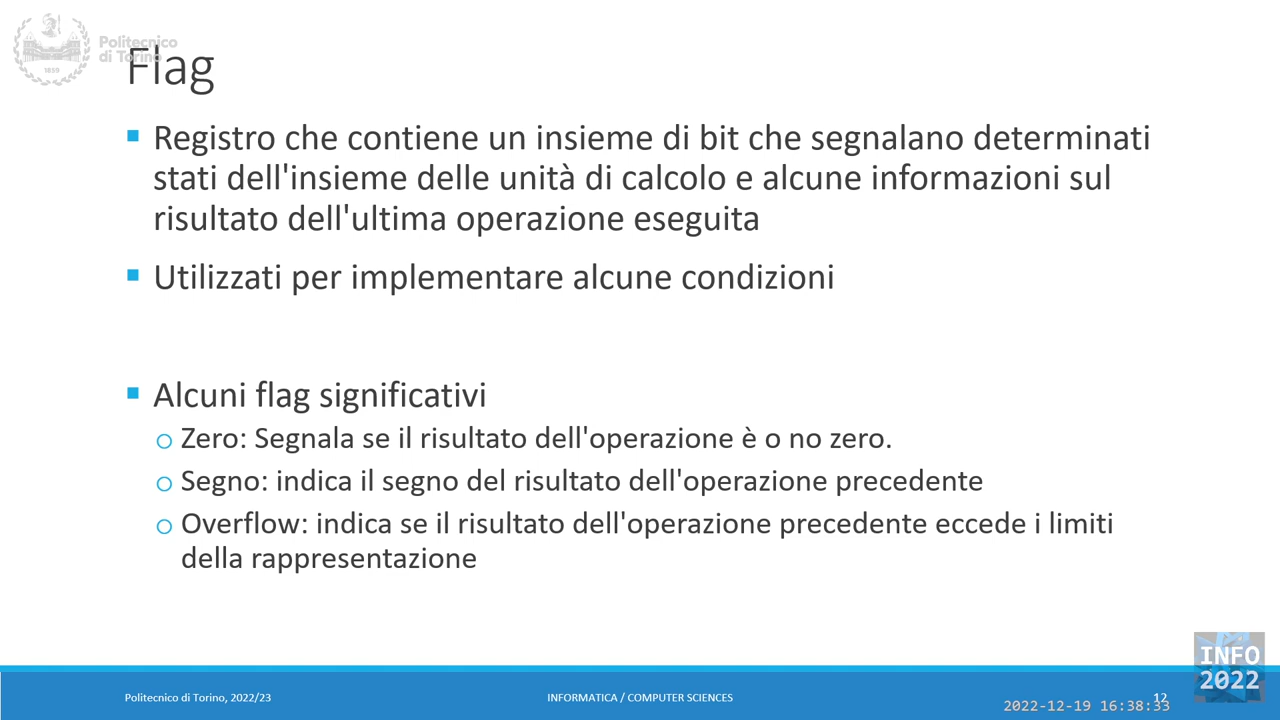 Politecnico
di Torino
1859
Flag
Registro che contiene un insieme di bit che segnalano determinati
stati dell'insieme delle unità di calcolo e alcune informazioni sul
risultato dell'ultima operazione eseguita
Utilizzati per implementare alcune condizioni
Alcuni flag significativi
Zero: Segnala se il risultato dell'operazione è o no zero.
Segno: indica il segno del risultato dell'operazione precedente
Overflow: indica se il risultato dell'operazione precedente eccede i limiti
della rappresentazione
INFO
2022
Politecnico di Torino, 2022/23
INFORMATICA / COMPUTER SCIENCES
12
2022-12-19 16:38:33